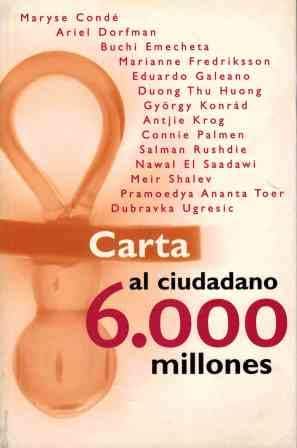 Maryse Condé
Ariel Dorfman
Buchi Emecheta
Marianne Fredriksson
Eduardo Galeano
Duong Thu Huong
György Konrád
Antjie Krog
Connie Palmen
Salman Rushdie
Nawal El Saadawi
Meir Shalev
Pramoedya Ananta Toer
Dubravka Ugresic
Carta
al ciudadano
6.000
millones